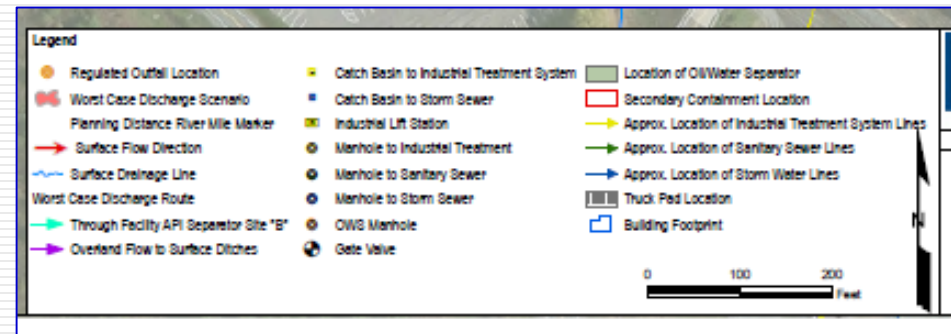 Legend
Regulated Outfall Location
Worst Case Discharge Scenario
Planning Distance River Mile Marker
Surface Flow Direction
Surface Drainage Line
Worst Case Discharge Route
Through Facility API Separator Site "B"
Overland Flow to Surface Ditches
Catch Basin to Industrial Treatment System
Catch Basin to Storm Sewer
Industrial Lift Station
Manhole to Industrial Treatment
Manhole to Sanitary Sewer
Manhole to Storm Sewer
OWS Manhole
Gate Valve
Location of Oil/Water Separator
Secondary Containment Location
Approx. Location of Industrial Treatment System Lines
Approx. Location of Sanitary Sewer Lines
Approx. Location of Storm Water Lines
Truck Pad Location
Building Footprint
0 100 200
Feet
N